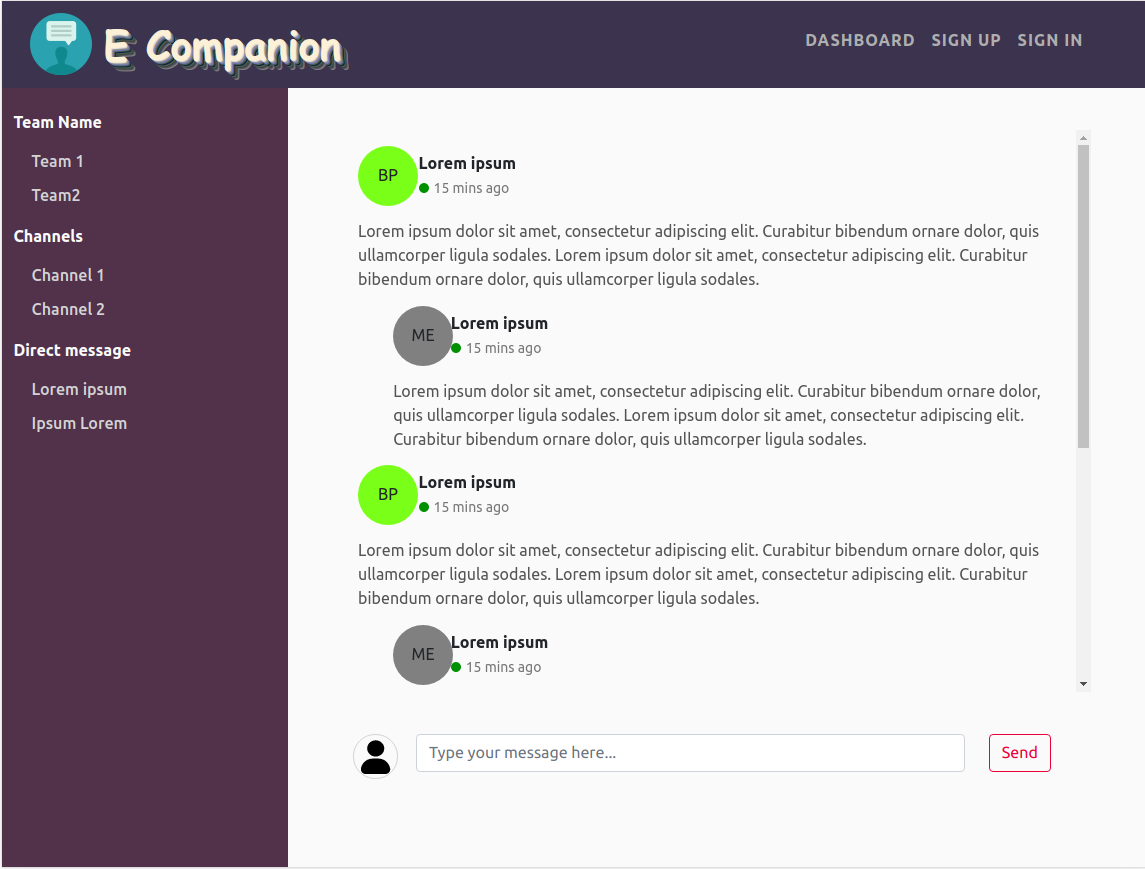 E Companion
DASHBOARD SIGN UP SIGN IN
Team Name
Team 1
Team2
Channels
Channel 1
Channel 2
Direct message
Lorem ipsum
Ipsum Lorem
BP
Lorem ipsum
15 mins ago
Lorem ipsum dolor sit amet, consectetur adipiscing elit. Curabitur bibendum ornare dolor, quis
ullamcorper ligula sodales. Lorem ipsum dolor sit amet, consectetur adipiscing elit. Curabitur
bibendum ornare dolor, quis ullamcorper ligula sodales.
ME
Lorem ipsum
15 mins ago
Lorem ipsum dolor sit amet, consectetur adipiscing elit. Curabitur bibendum ornare dolor,
quis ullamcorper ligula sodales. Lorem ipsum dolor sit amet, consectetur adipiscing elit.
Curabitur bibendum ornare dolor, quis ullamcorper ligula sodales.
BP
Lorem ipsum
15 mins ago
Lorem ipsum dolor sit amet, consectetur adipiscing elit. Curabitur bibendum ornare dolor, quis
ullamcorper ligula sodales. Lorem ipsum dolor sit amet, consectetur adipiscing elit. Curabitur
bibendum ornare dolor, quis ullamcorper ligula sodales.
ME
Lorem ipsum
15 mins ago
Type your message here...
Send